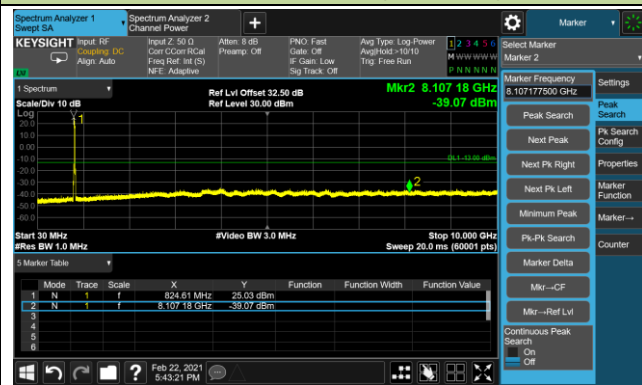 Spectrum Analyzer 1
Swept SA
Spectrum Analyzer 2
Channel Power
Marker
KEYSIGHT
Input: RF
Coupling: DC
Align: Auto
Input Z: 50 Ω
Corr CCorr RCal
Freq Ref: Int (S)
NFE: Adaptive
Atten: 8 dB
Preamp: Off
PNO: Fast
Gate: Off
IF Gain: Low
Sig Track: Off
Avg Type: Log-Power
Avg|Hold:>10/10
Trig: Free Run
1 2 3 4 5 6
M W W W W W
P N N N N N
LXI
Select Marker
Marker 2
1 Spectrum
Scale/Div 10 dB
Log
Ref Lvl Offset 32.50 dB
Ref Level 30.00 dBm
Mkr2 8.107 18 GHz
-39.07 dBm
20.0
10.0
0.00
-10.0
-20.0
-30.0
-40.0
-50.0
-60.0
1
2
DL1 -13.00 dBm
Start 30 MHz
#Res BW 1.0 MHz
#Video BW 3.0 MHz
Stop 10.000 GHz
Sweep 20.0 ms (60001 pts)
Marker Frequency
8.107177500 GHz
Peak Search
Next Peak
Next Pk Right
Next Pk Left
Minimum Peak
Pk-Pk Search
Marker Delta
Mkr→CF
Mkr→Ref Lvl
Continuous Peak
Search
On
Off
Settings
Peak
Search
Pk Search
Config
Properties
Marker
Function
Marker→
Counter
5 Marker Table
Mode Trace Scale X Y Function Function Width Function Value
1 N 1 f 824.61 MHz 25.03 dBm
2 N 1 f 8.107 18 GHz -39.07 dBm
3
4
5
6
Feb 22, 2021
5:43:21 PM